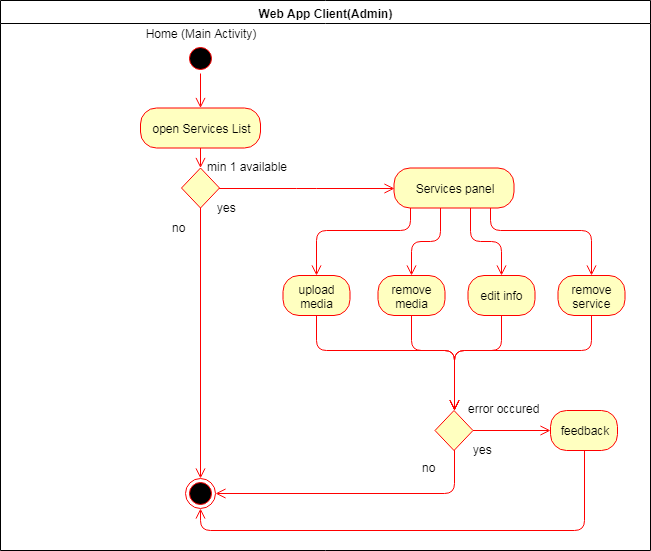 Web App Client(Admin)
Home (Main Activity)
open Services List
min 1 available
yes
no
Services panel
upload
media
remove
media
edit info
remove
service
error occured
yes
no
feedback